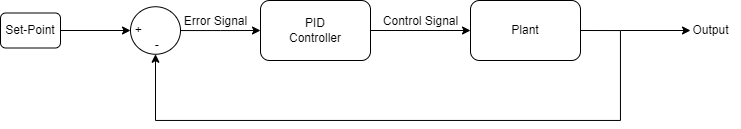 Set-Point
+
-
Error Signal
PID
Controller
Control Signal
Plant
Output